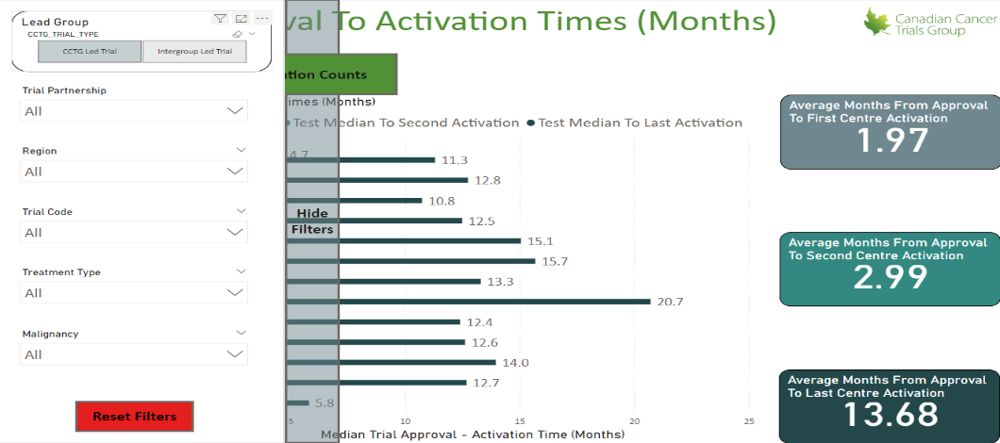 Lead Group
CCTG_TRIAL_TYPE
CCTG Led Trial
Intergroup Led Trial
Trial Partnership
All
Region
All
Trial Code
All
Treatment Type
All
Malignancy
All
Reset Filters
Hide
Filters
val To Activation Times (Months)
ation Counts
imes (Months)
Test Median To Second Activation
Test Median To Last Activation
4.7
11.3
12.8
10.8
12.5
15.1
15.7
13.3
20.7
12.4
12.6
14.0
12.7
5.8
5
10
15
20
25
Median Trial Approval - Activation Time (Months)
Canadian Cancer
Trials Group
Average Months From Approval
To First Centre Activation
1.97
Average Months From Approval
To Second Centre Activation
2.99
Average Months From Approval
To Last Centre Activation
13.68